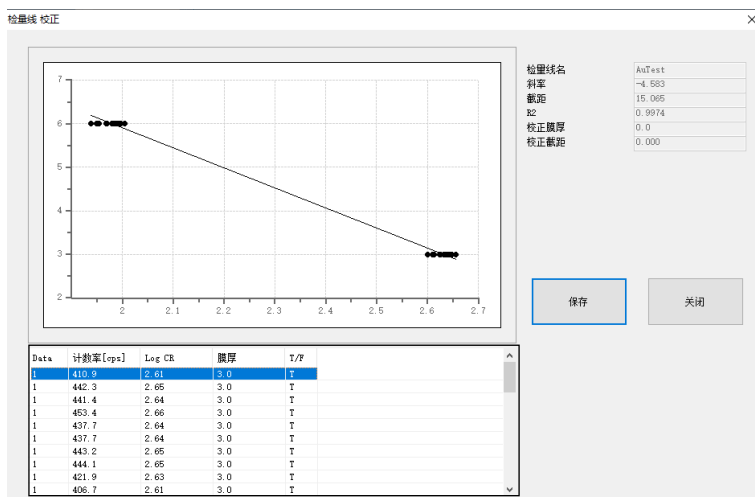 检量线 校正
7
6
5
4
3
2
2 2.1 2.2 2.3 2.4 2.5 2.6 2.7
检量线名 AuTest
斜率 -4.583
截距 15.065
R2 0.9974
校正膜厚 0.0
校正截距 0.000
保存 关闭
Data 计数率[cps] Log CR 膜厚 T/F
1 410.9 2.61 3.0 T
1 442.3 2.65 3.0 T
1 441.4 2.64 3.0 T
1 453.4 2.66 3.0 T
1 437.7 2.64 3.0 T
1 437.7 2.64 3.0 T
1 443.2 2.65 3.0 T
1 444.1 2.65 3.0 T
1 421.9 2.63 3.0 T
1 406.7 2.61 3.0 T